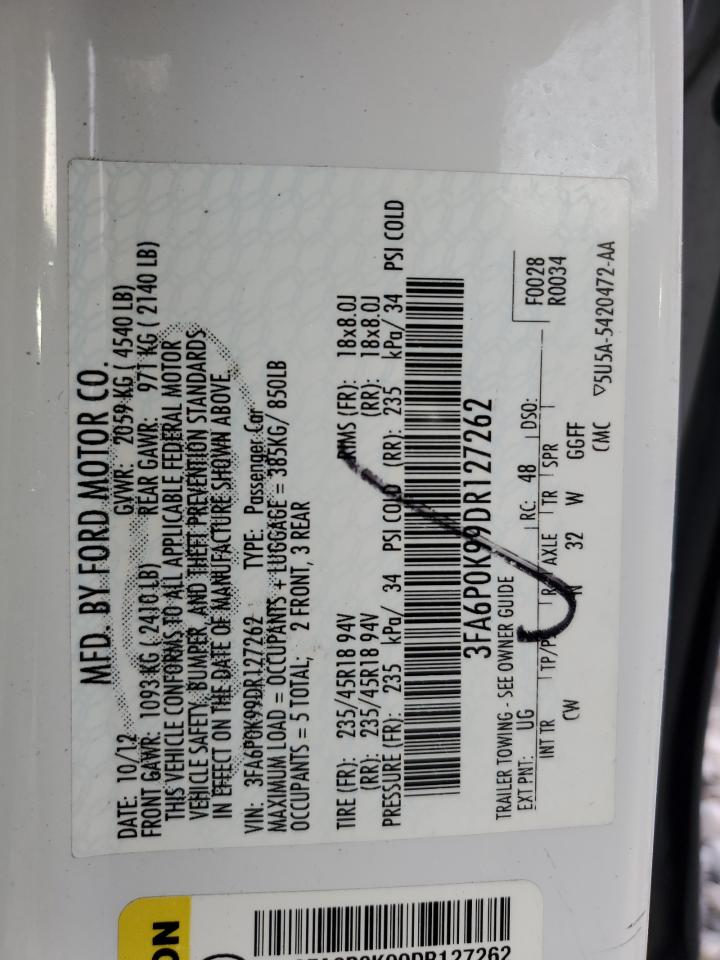 MFD. BY FORD MOTOR CO.
DATE: 10/12 GVWR: 2059 KG ( 4540 LB)
FRONT GAWR: 1093 KG ( 2410 LB) REAR GAWR: 971 KG ( 2140 LB)
THIS VEHICLE CONFORMS TO ALL APPLICABLE FEDERAL MOTOR
VEHICLE SAFETY, BUMPER, AND THEFT PREVENTION STANDARDS
IN EFFECT ON THE DATE OF MANUFACTURE SHOWN ABOVE.
VIN: 3FA6P0K99DR127262 TYPE: Passenger Car
MAXIMUM LOAD = OCCUPANTS + LUGGAGE = 385KG/ 850LB
OCCUPANTS = 5 TOTAL, 2 FRONT, 3 REAR
TIRE (FR): 235/45R18 94V RIMS (FR): 18x8.0J
(RR): 235/45R18 94V (RR): 18x8.0J
PRESSURE (FR): 235 kPa/ 34 PSI COLD (RR): 235 kPa/ 34 PSI COLD
3FA6P0K99DR127262
TRAILER TOWING - SEE OWNER GUIDE
EXT PNT: UG RC: 48 DSO: F0028
R0034
INT TR TP/P R AXLE TR SPR
CW N 32 W GGFF
CMC ▽5U5A-5420472-AA
ON
DR127262